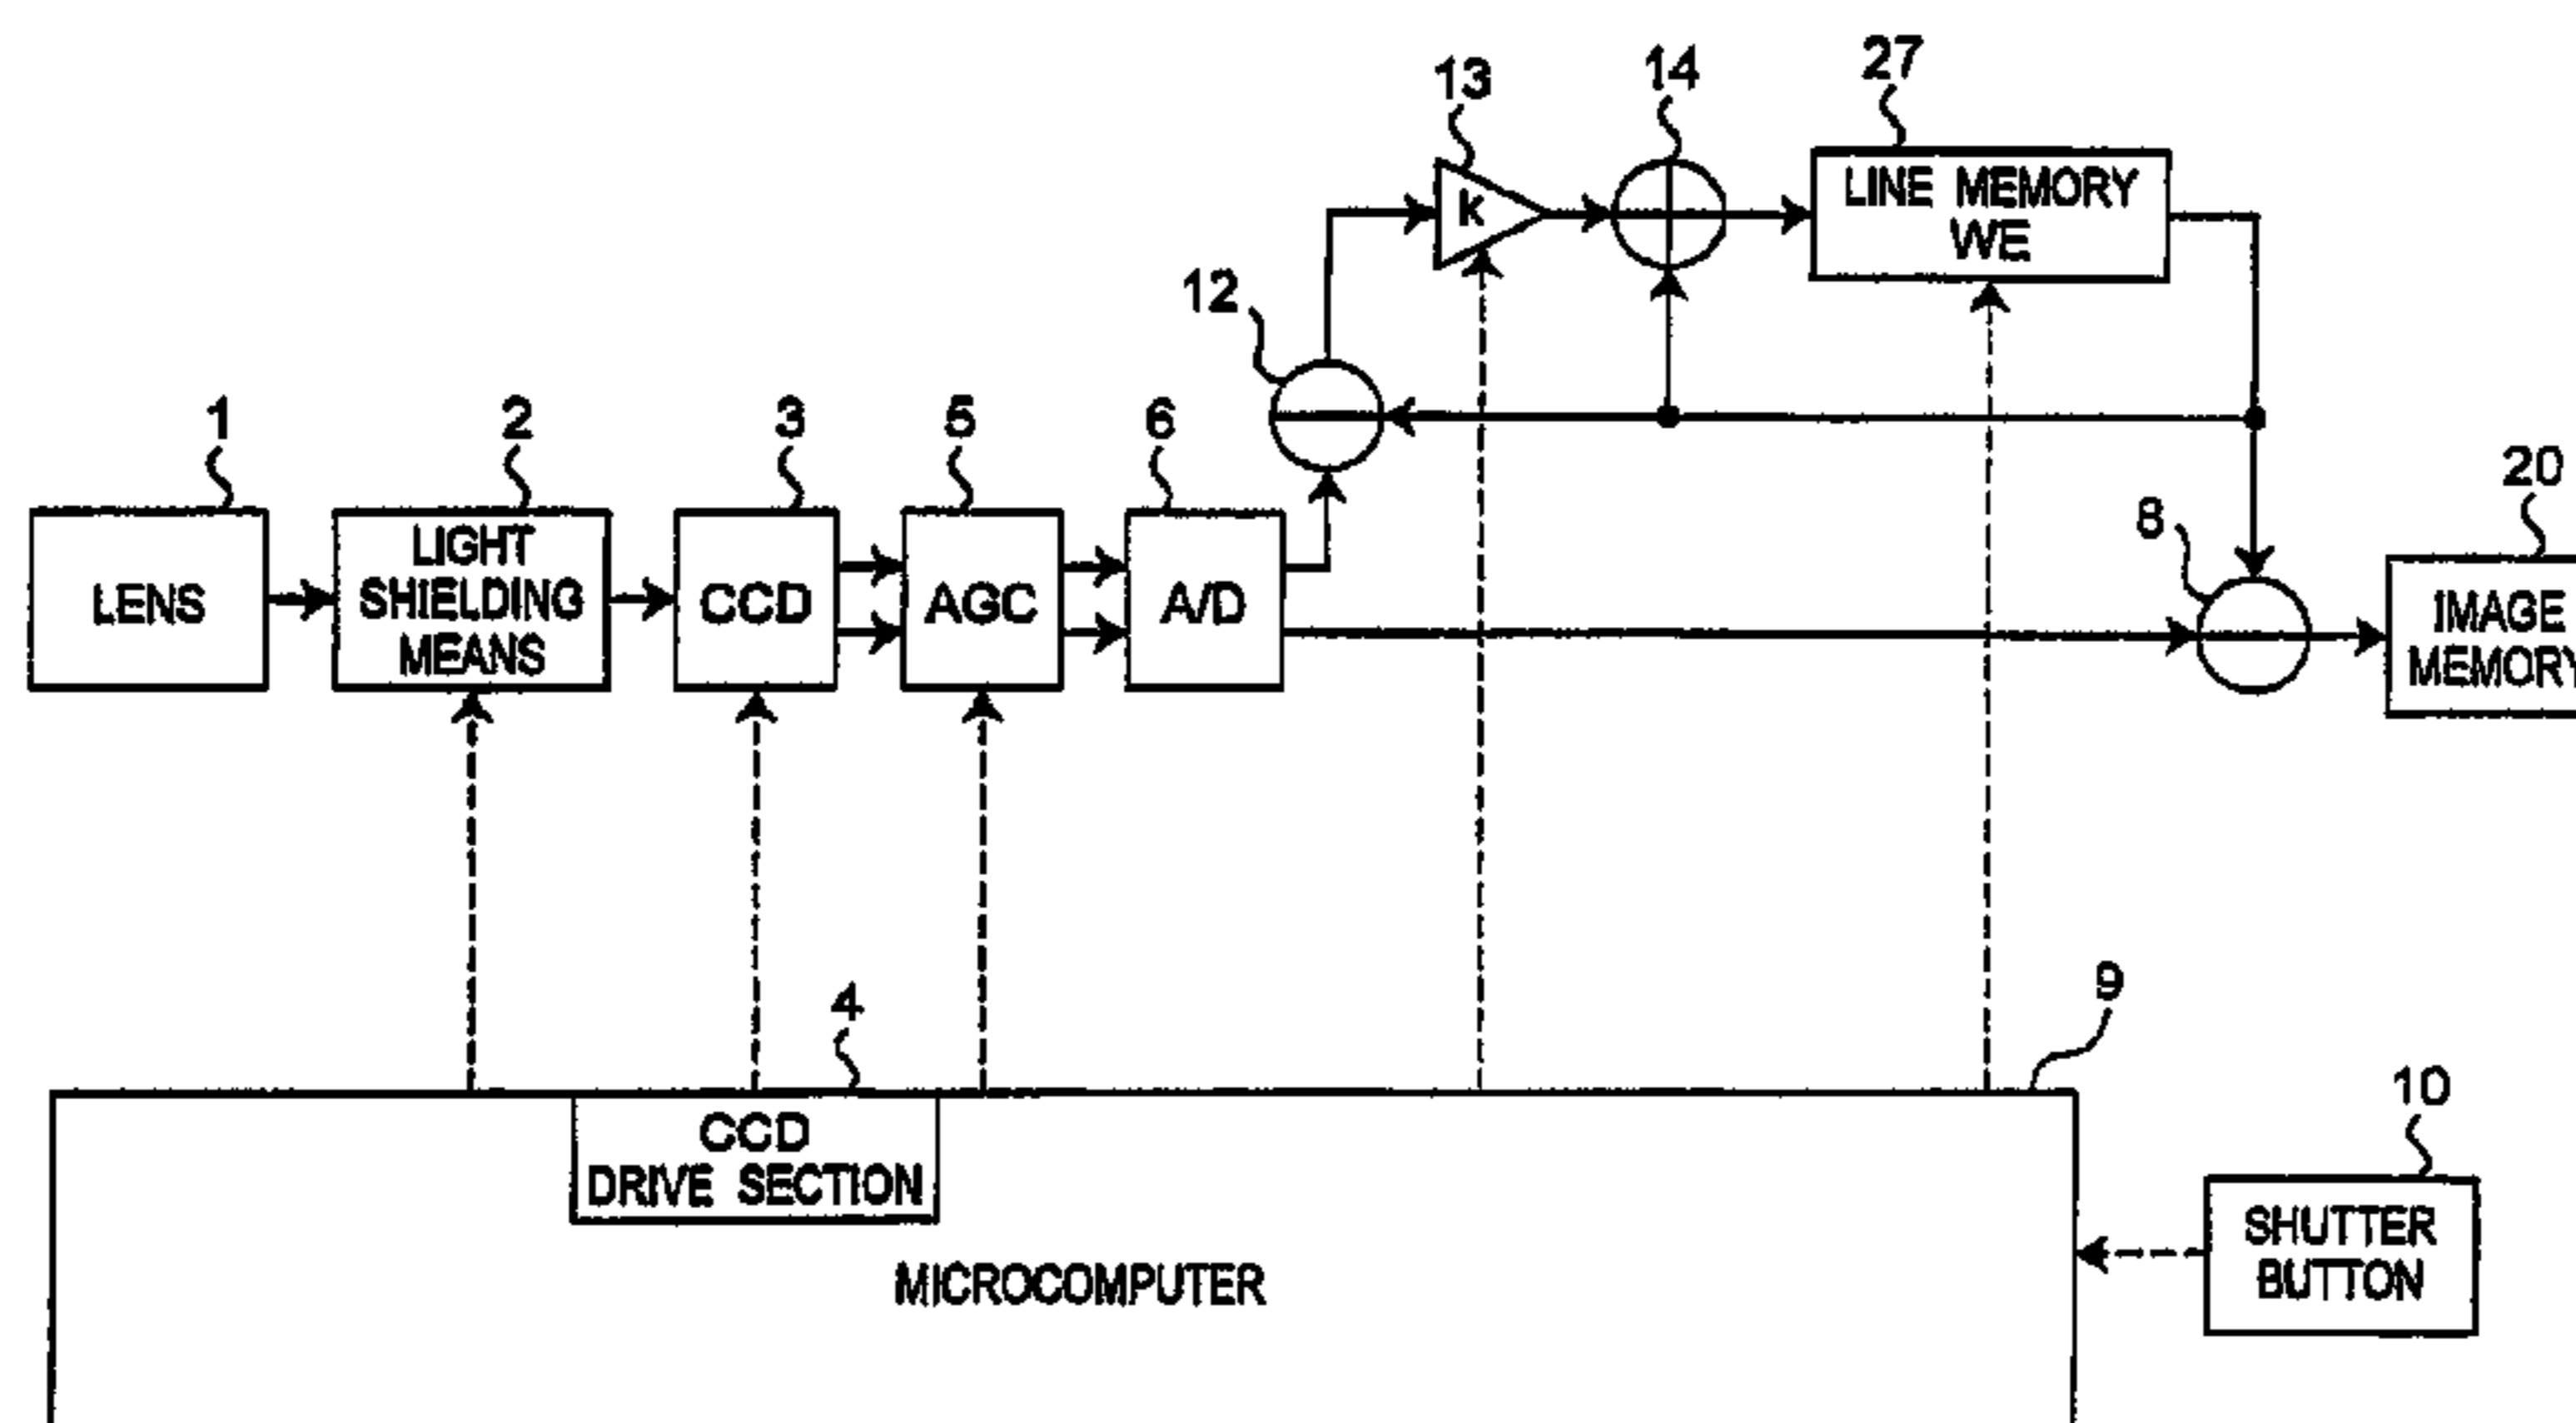 13
14
27
k
LINE MEMORY
WE
12
1
2
3
5
6
20
8
LENS
LIGHT
SHIELDING
MEANS
CCD
AGC
A/D
IMAGE
MEMORY
4
9
10
CCD
DRIVE SECTION
SHUTTER
BUTTON
MICROCOMPUTER